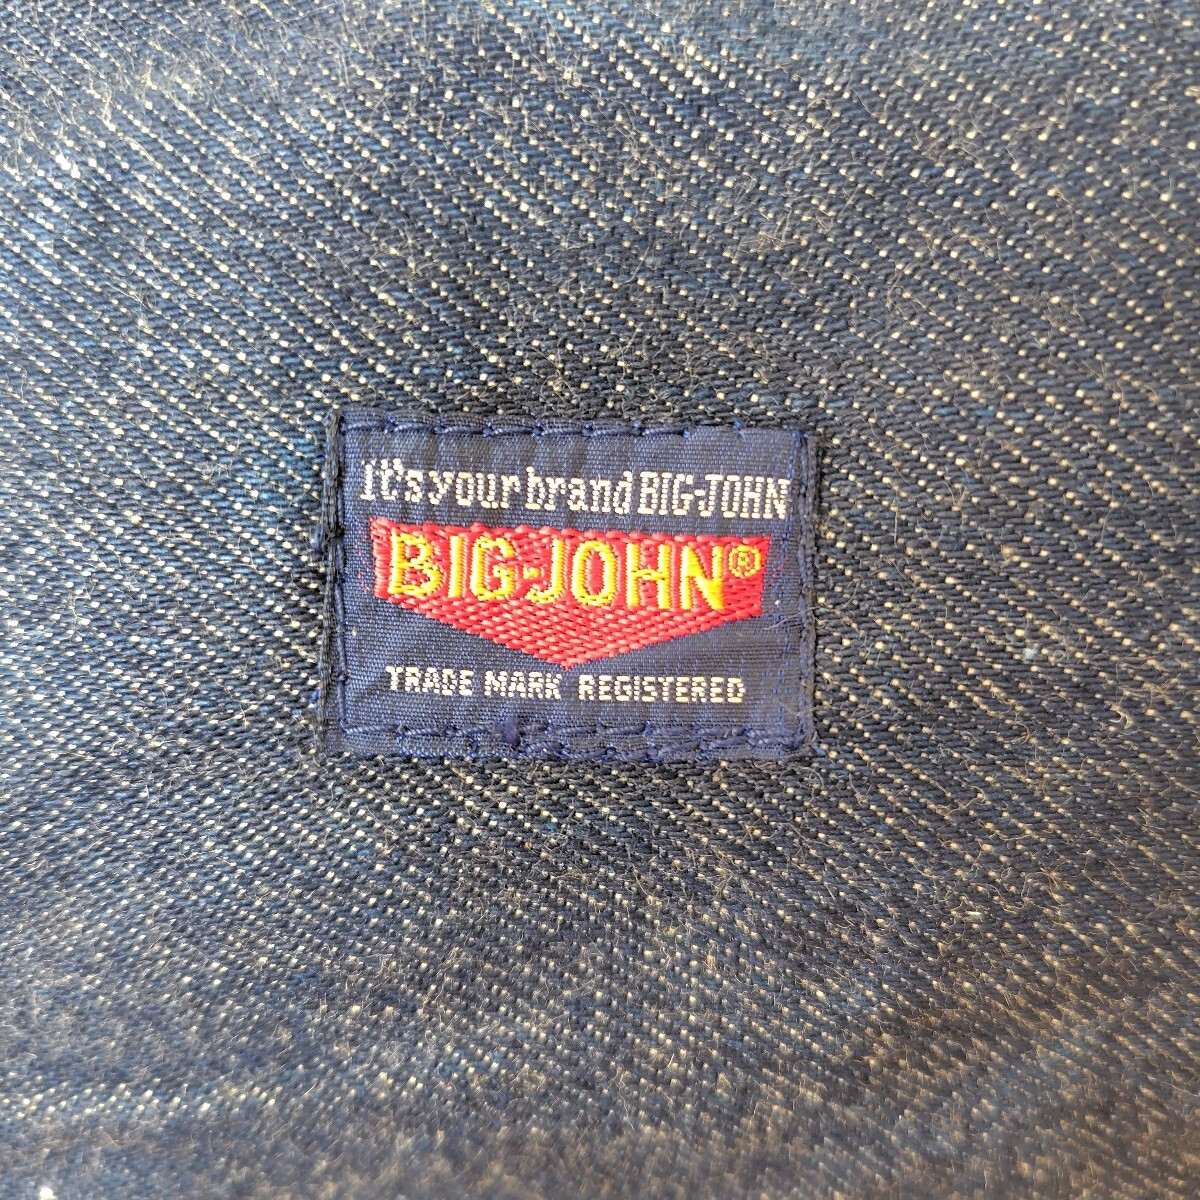 It's your brand BIG-JOHN
BIG-JOHN®
TRADE MARK REGISTERED